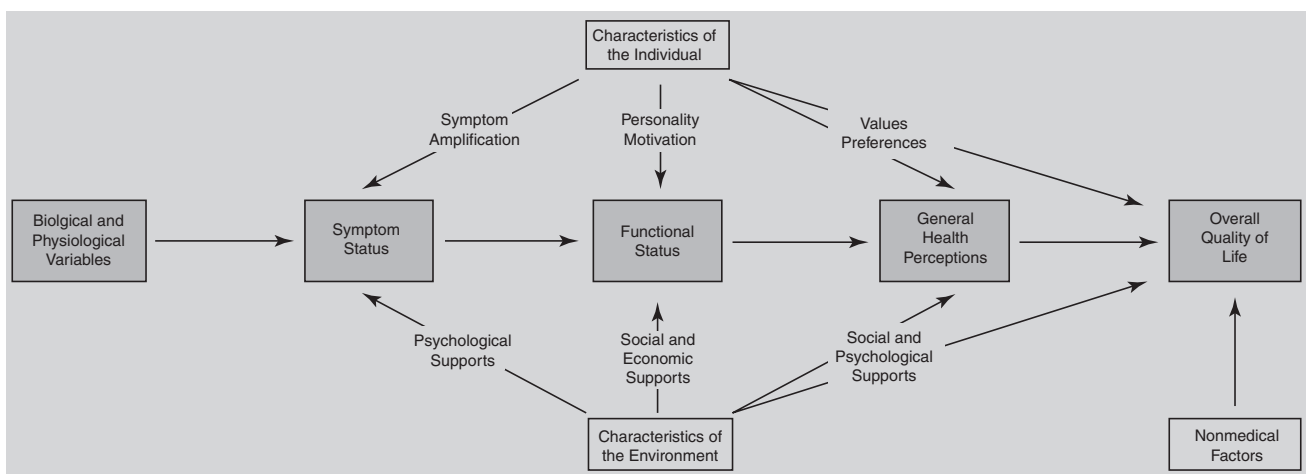 Characteristics of
the Individual
Symptom
Amplification
Personality
Motivation
Values
Preferences
Biolgical and
Physiological
Variables
Symptom
Status
Functional
Status
General
Health
Perceptions
Overall
Quality of
Life
Psychological
Supports
Social and
Economic
Supports
Social and
Psychological
Supports
Characteristics of
the Environment
Nonmedical
Factors